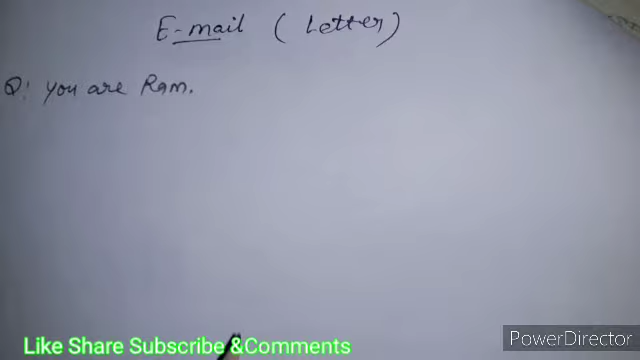 E-mail (Letter)
Q: you are Ram.
Like Share Subscribe &Comments
PowerDirector